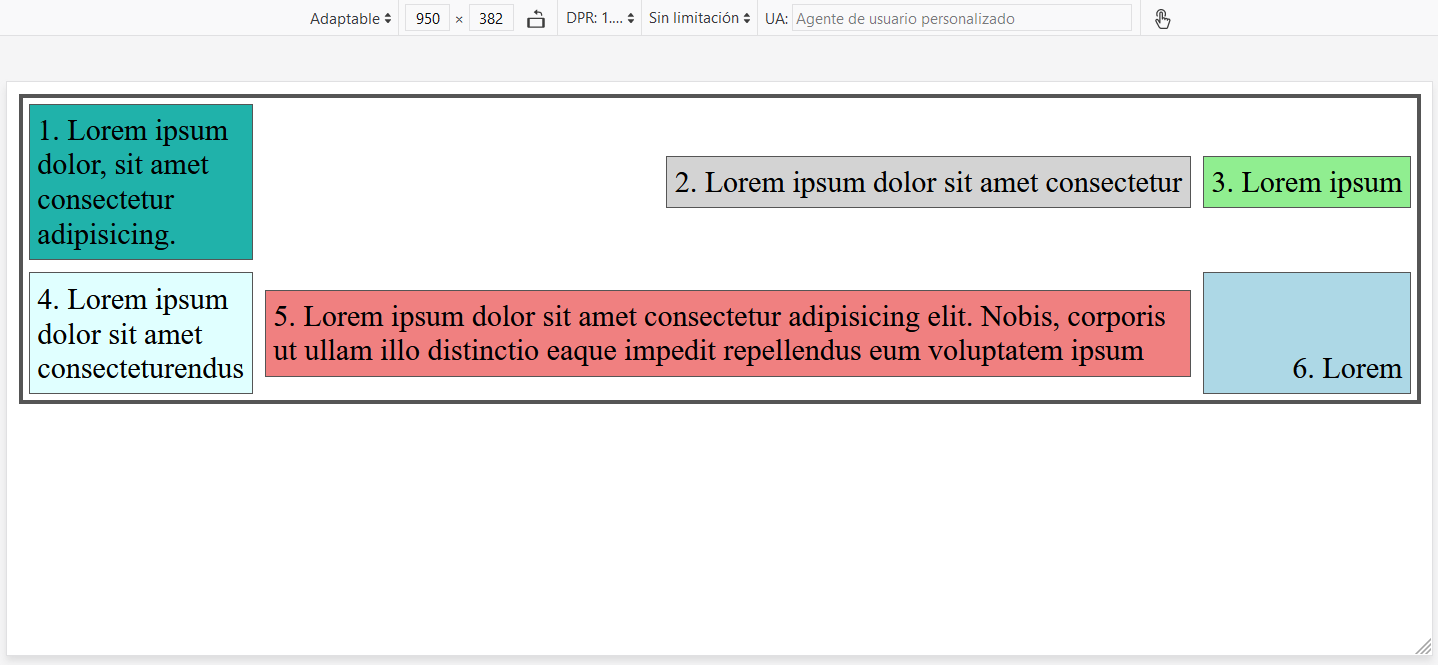 Adaptable 950 × 382 DPR: 1.... Sin limitación UA: Agente de usuario personalizado
1. Lorem ipsum
dolor, sit amet
consectetur
adipisicing.
2. Lorem ipsum dolor sit amet consectetur
3. Lorem ipsum
4. Lorem ipsum
dolor sit amet
consecteturendus
5. Lorem ipsum dolor sit amet consectetur adipisicing elit. Nobis, corporis
ut ullam illo distinctio eaque impedit repellendus eum voluptatem ipsum
6. Lorem